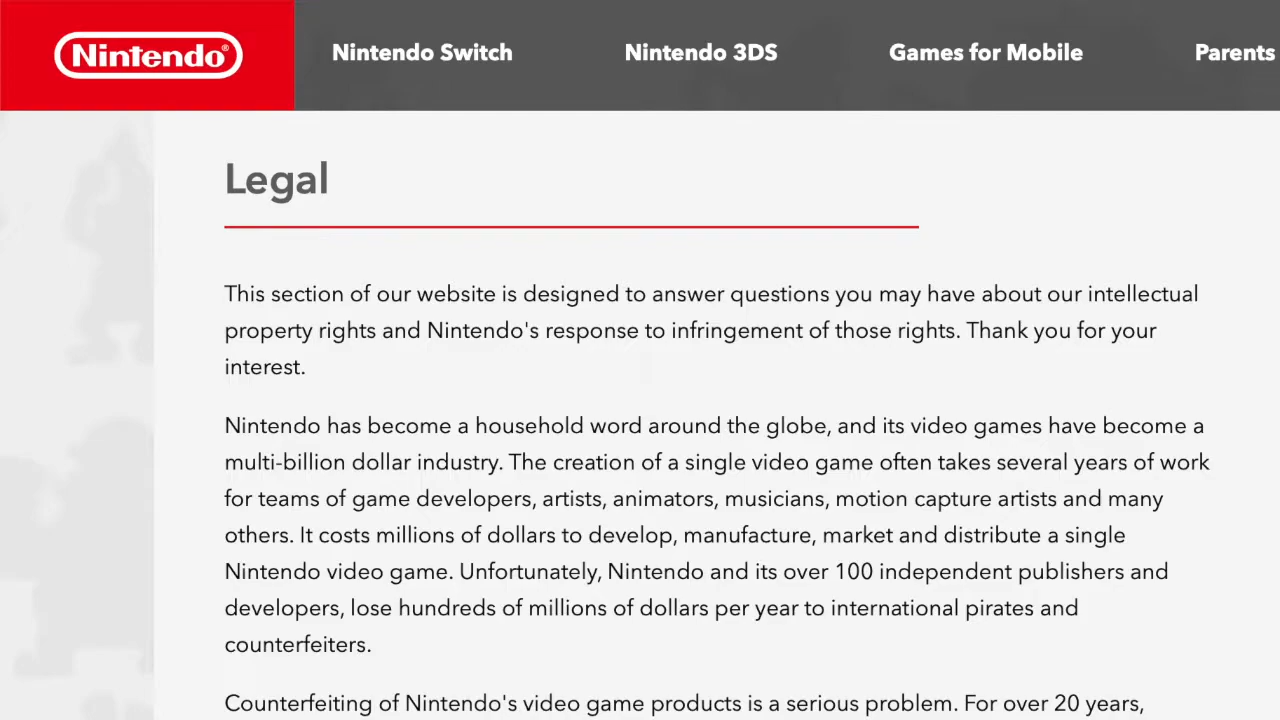 Nintendo®
Nintendo Switch
Nintendo 3DS
Games for Mobile
Parents
Legal
This section of our website is designed to answer questions you may have about our intellectual
property rights and Nintendo's response to infringement of those rights. Thank you for your
interest.
Nintendo has become a household word around the globe, and its video games have become a
multi-billion dollar industry. The creation of a single video game often takes several years of work
for teams of game developers, artists, animators, musicians, motion capture artists and many
others. It costs millions of dollars to develop, manufacture, market and distribute a single
Nintendo video game. Unfortunately, Nintendo and its over 100 independent publishers and
developers, lose hundreds of millions of dollars per year to international pirates and
counterfeiters.
Counterfeiting of Nintendo's video game products is a serious problem. For over 20 years,